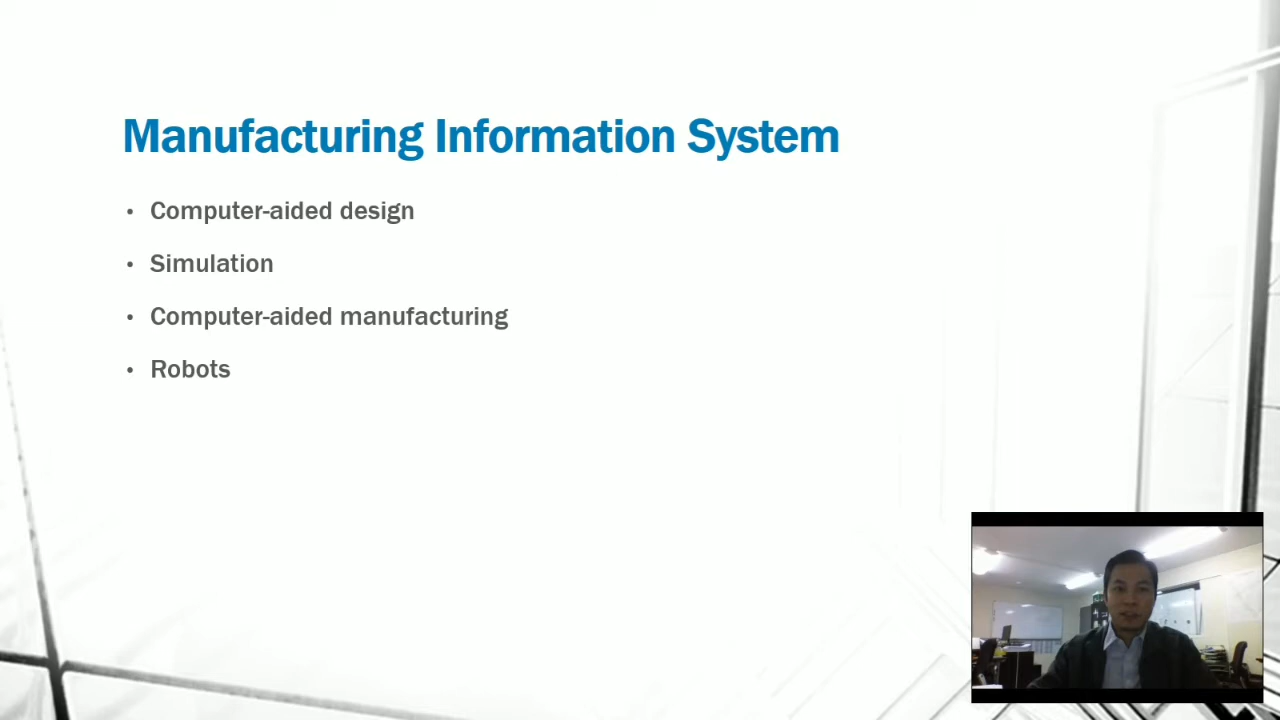 Manufacturing Information System
• Computer-aided design
• Simulation
• Computer-aided manufacturing
• Robots